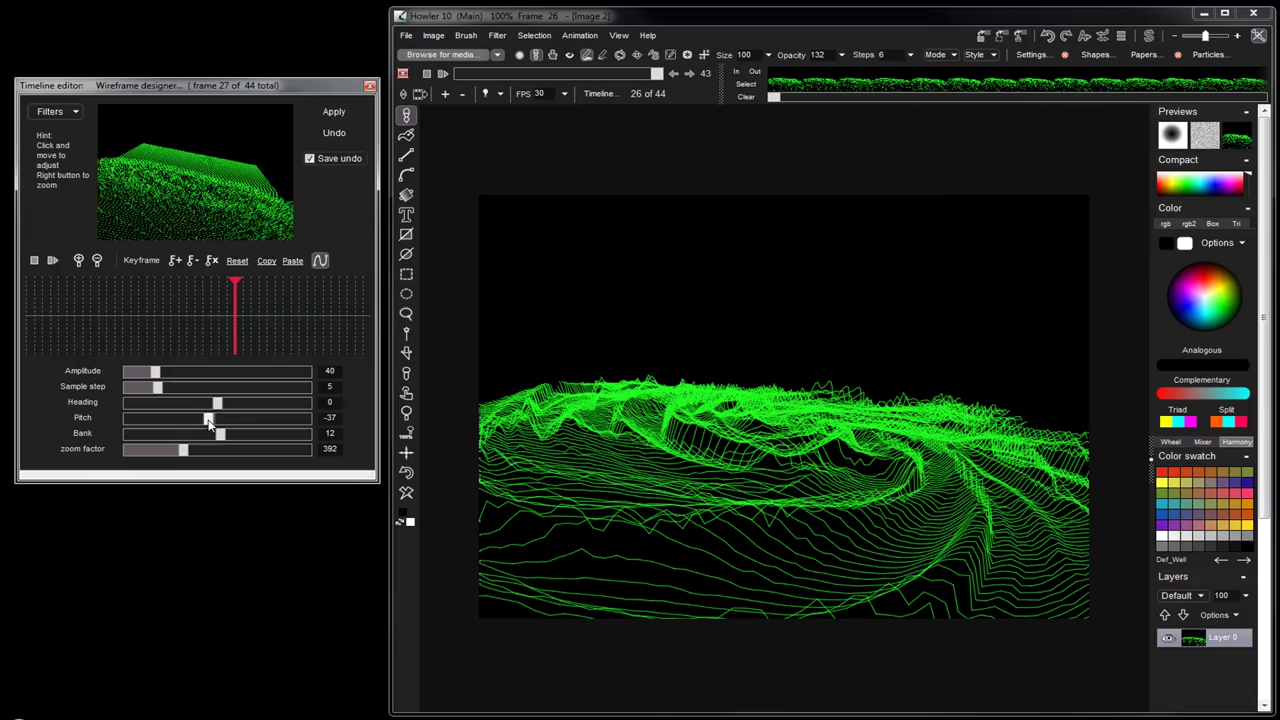 Timeline editor: Wireframe designer... ( frame 27 of 44 total)
Filters
Apply
Hint:
Click and
move to
adjust
Right button to
zoom
Undo
Save undo
Keyframe
Reset
Copy
Paste
Amplitude 40
Sample step 5
Heading 0
Pitch -37
Bank 12
zoom factor 392
Howler 10 (Main) 100% Frame 26 - [Image 2]
File Image Brush Filter Selection Animation View Help
Browse for media... Size 100 Opacity 132 Steps 6 Mode Style Settings... Shapes... Papers... Particles...
43
In Out
Select
Clear
FPS 30 Timeline... 26 of 44
100%
Previews
Compact
Color
rgb rgb2 Box Tri
Options
Analogous
Complementary
Triad Split
Wheel Mixer Harmony
Color swatch
Def_Well
Layers
Default 100
Options
Layer 0